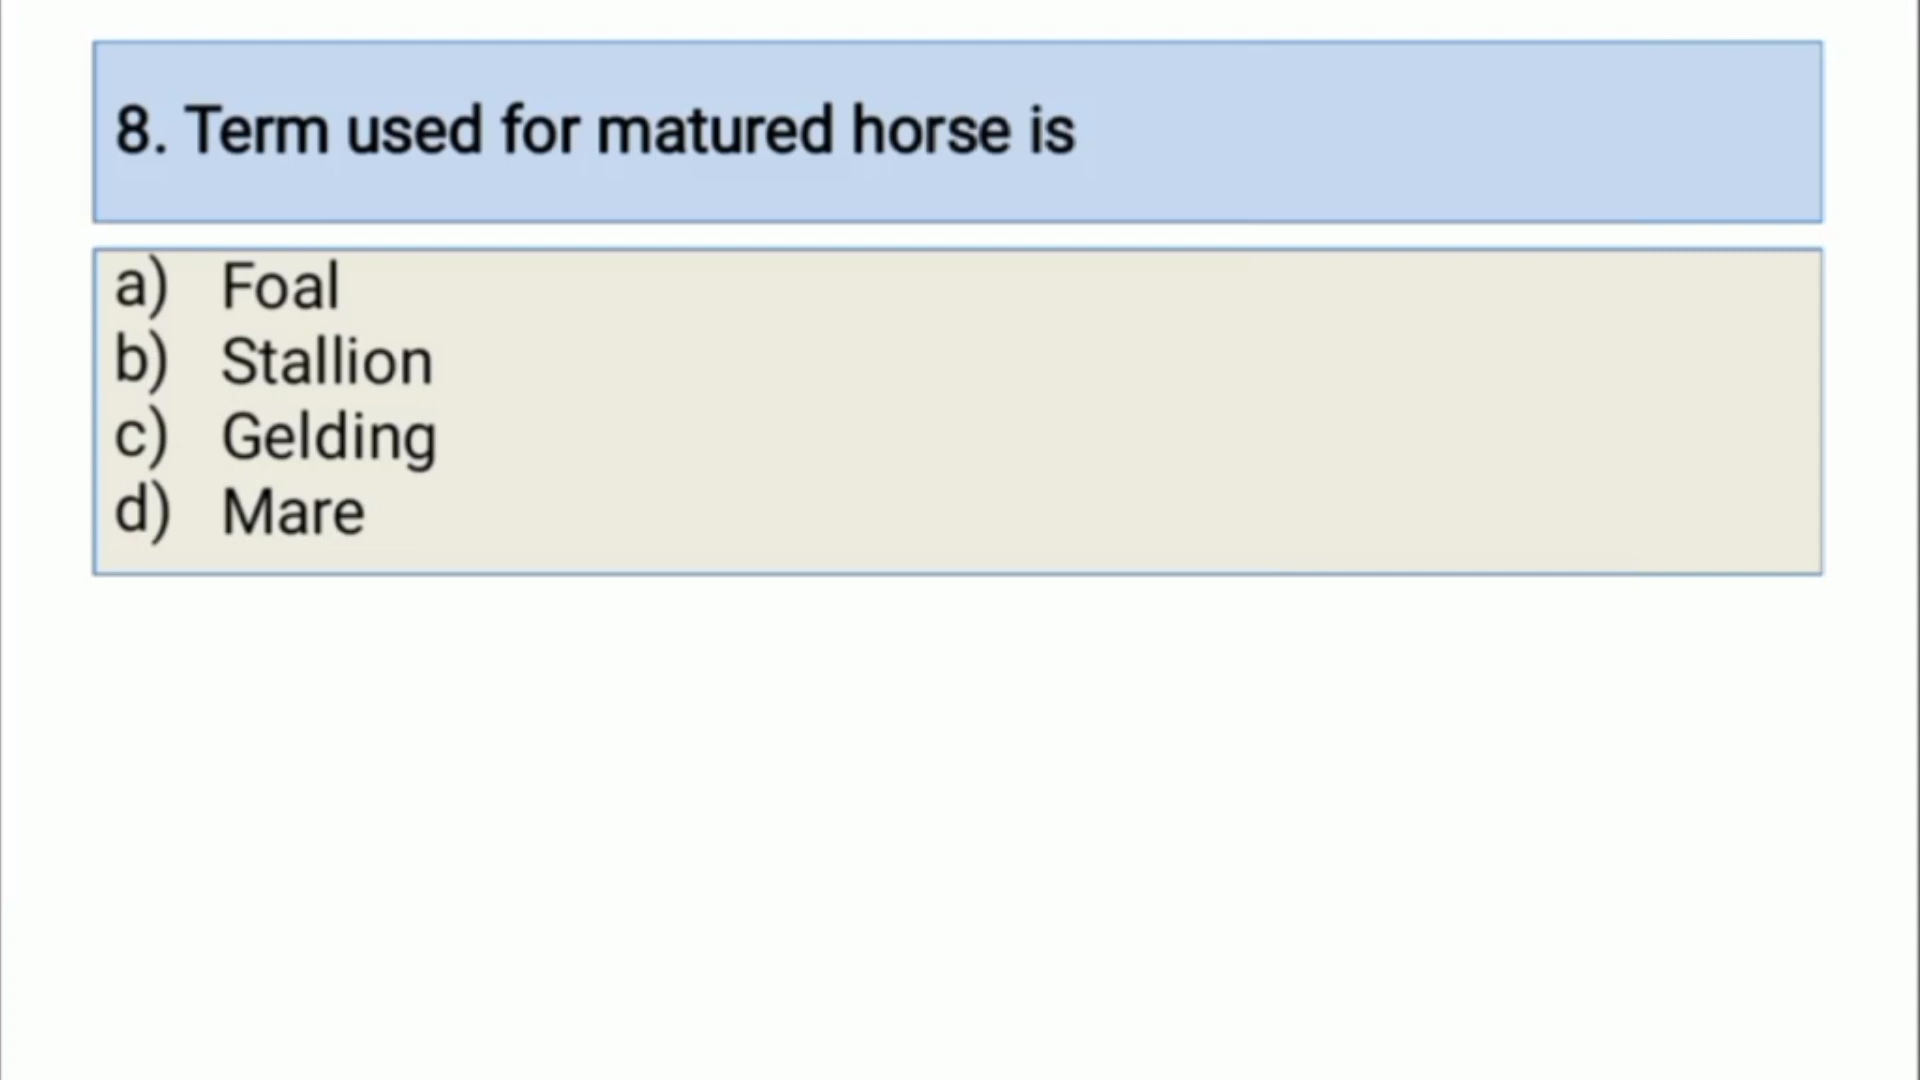 8. Term used for matured horse is
a) Foal
b) Stallion
c) Gelding
d) Mare